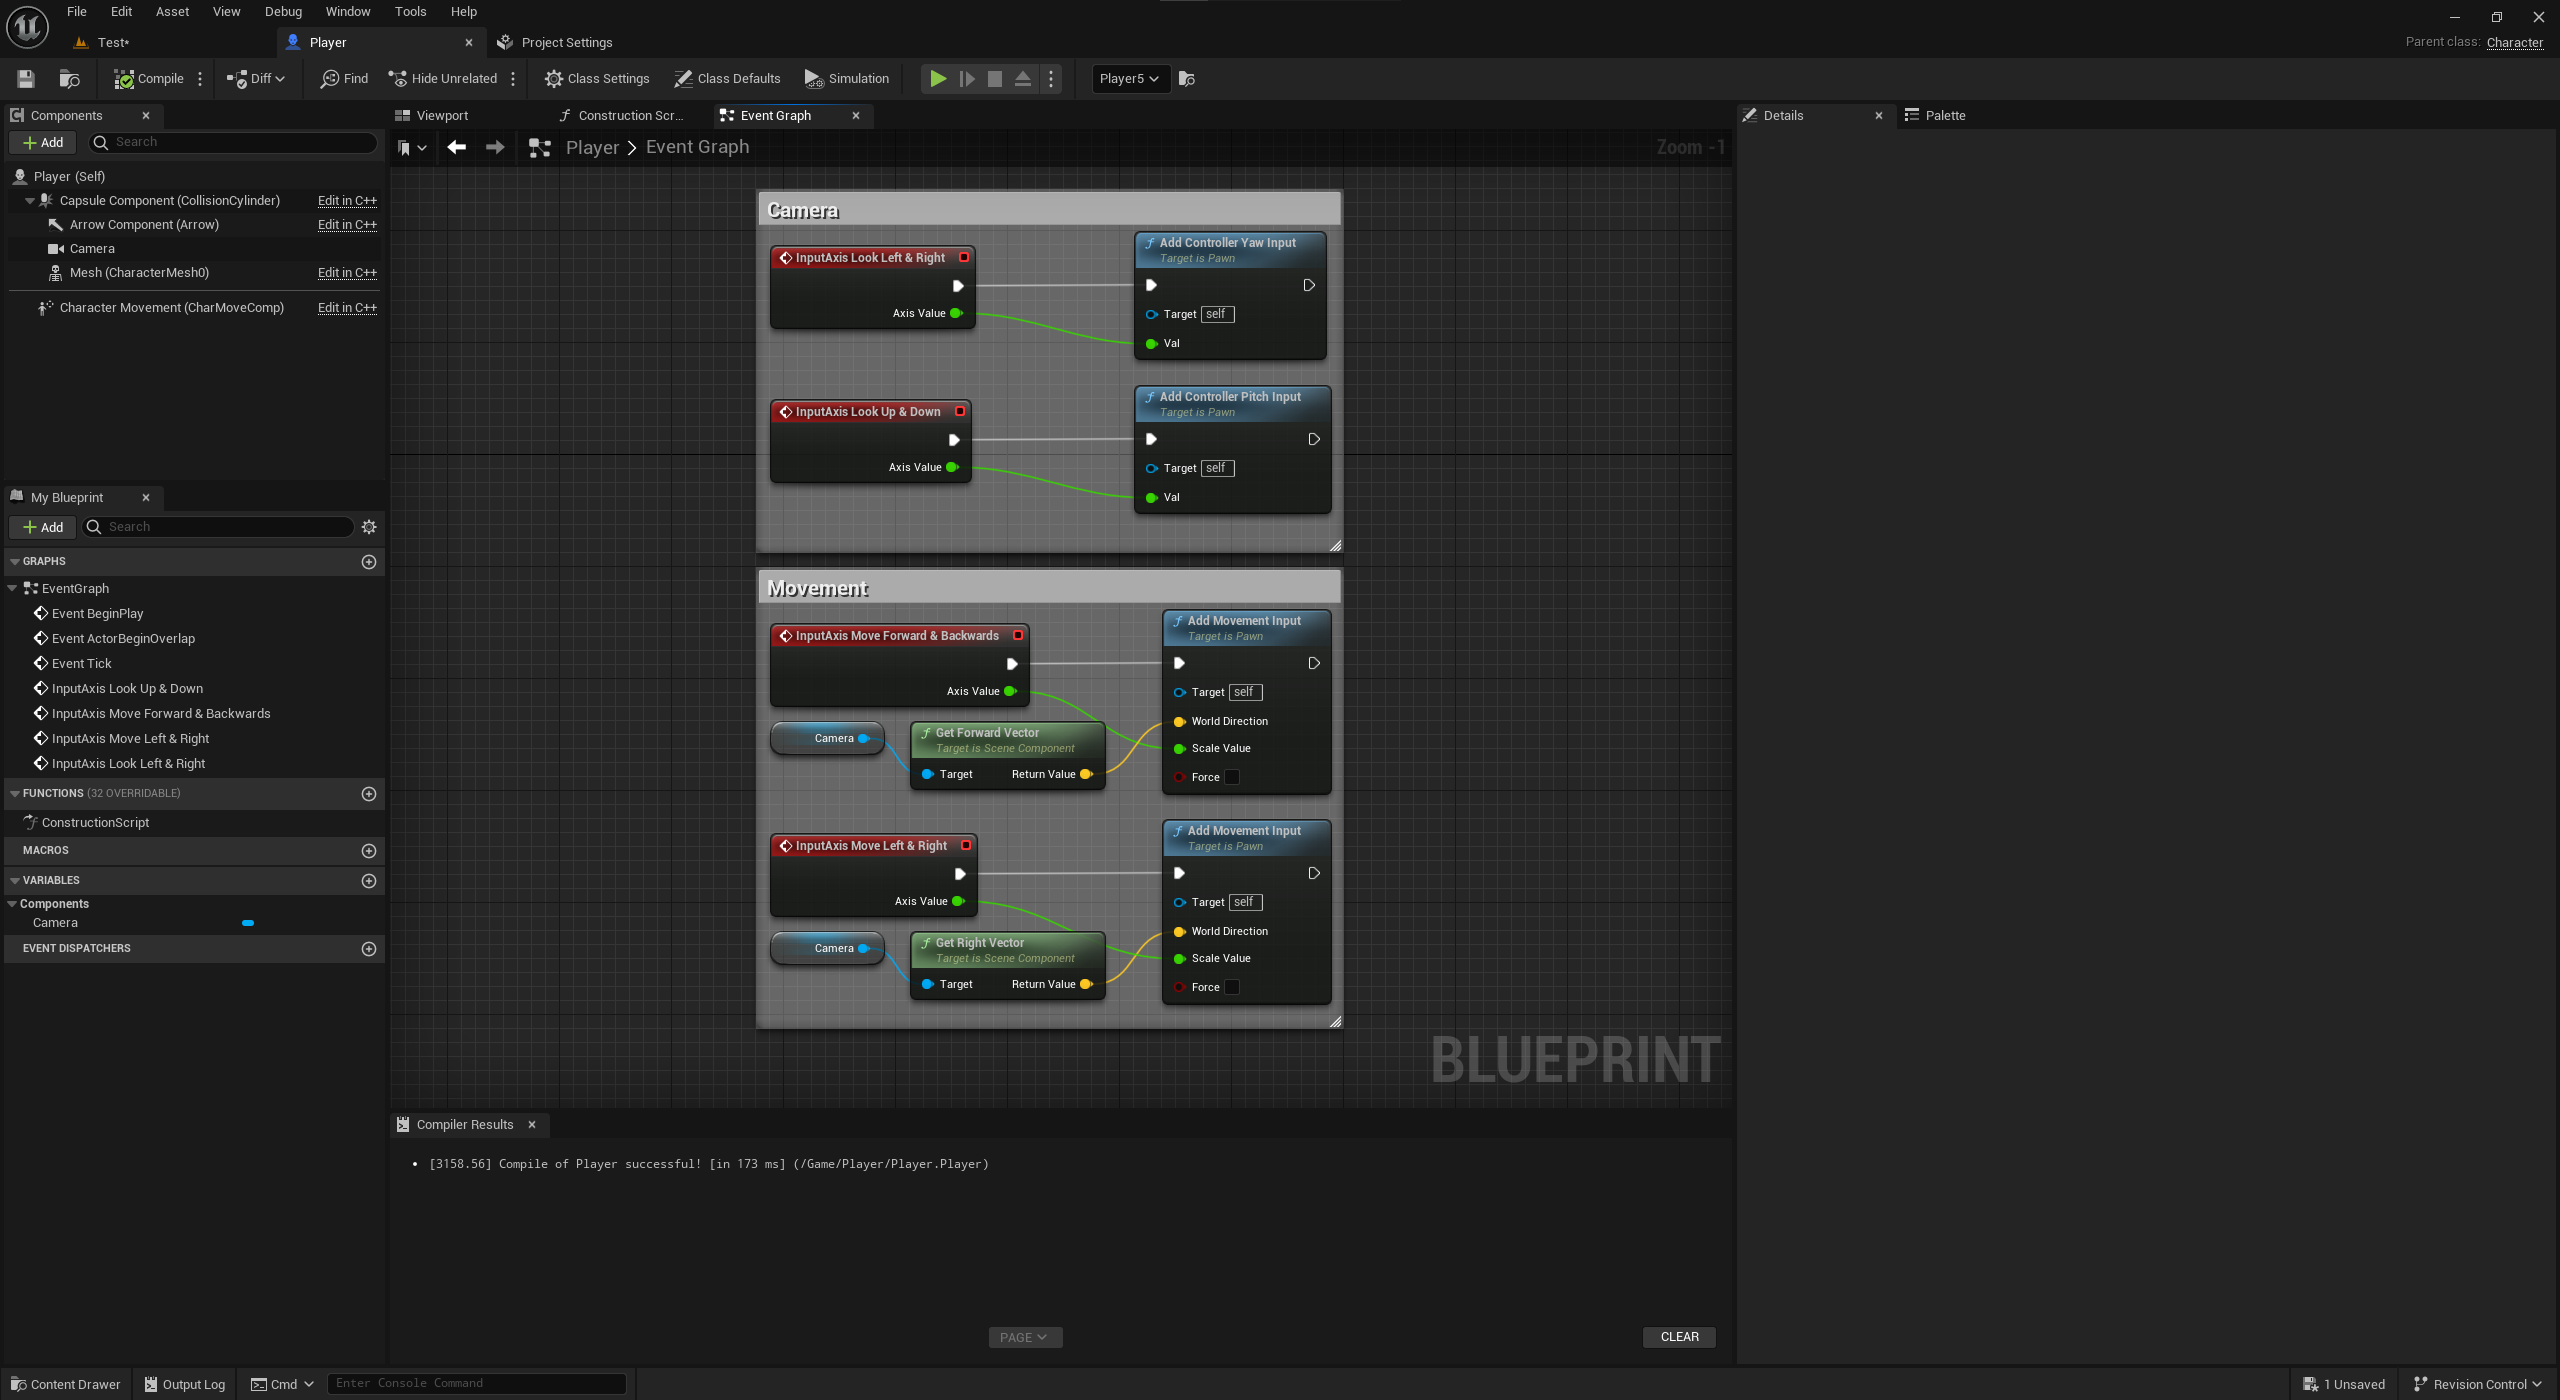 File Edit Asset View Debug Window Tools Help
Test* Player Project Settings Parent class: Character
Compile Diff Find Hide Unrelated Class Settings Class Defaults Simulation Player5
Components
Add Search
Player (Self)
Capsule Component (CollisionCylinder) Edit in C++
Arrow Component (Arrow) Edit in C++
Camera
Mesh (CharacterMesh0) Edit in C++
Character Movement (CharMoveComp) Edit in C++
My Blueprint
Add Search
GRAPHS
EventGraph
Event BeginPlay
Event ActorBeginOverlap
Event Tick
InputAxis Look Up & Down
InputAxis Move Forward & Backwards
InputAxis Move Left & Right
InputAxis Look Left & Right
FUNCTIONS (32 OVERRIDABLE)
ConstructionScript
MACROS
VARIABLES
Components
Camera
EVENT DISPATCHERS
Viewport Construction Scr... Event Graph
Player > Event Graph Zoom -1
Camera
InputAxis Look Left & Right
Axis Value
Add Controller Yaw Input
Target is Pawn
Target self
Val
InputAxis Look Up & Down
Axis Value
Add Controller Pitch Input
Target is Pawn
Target self
Val
Movement
InputAxis Move Forward & Backwards
Axis Value
Camera
Get Forward Vector
Target is Scene Component
Target Return Value
Add Movement Input
Target is Pawn
Target self
World Direction
Scale Value
Force
InputAxis Move Left & Right
Axis Value
Camera
Get Right Vector
Target is Scene Component
Target Return Value
Add Movement Input
Target is Pawn
Target self
World Direction
Scale Value
Force
BLUEPRINT
Compiler Results
[3158.56] Compile of Player successful! [in 173 ms] (/Game/Player/Player.Player)
PAGE CLEAR
Details Palette
Content Drawer Output Log Cmd Enter Console Command 1 Unsaved Revision Control